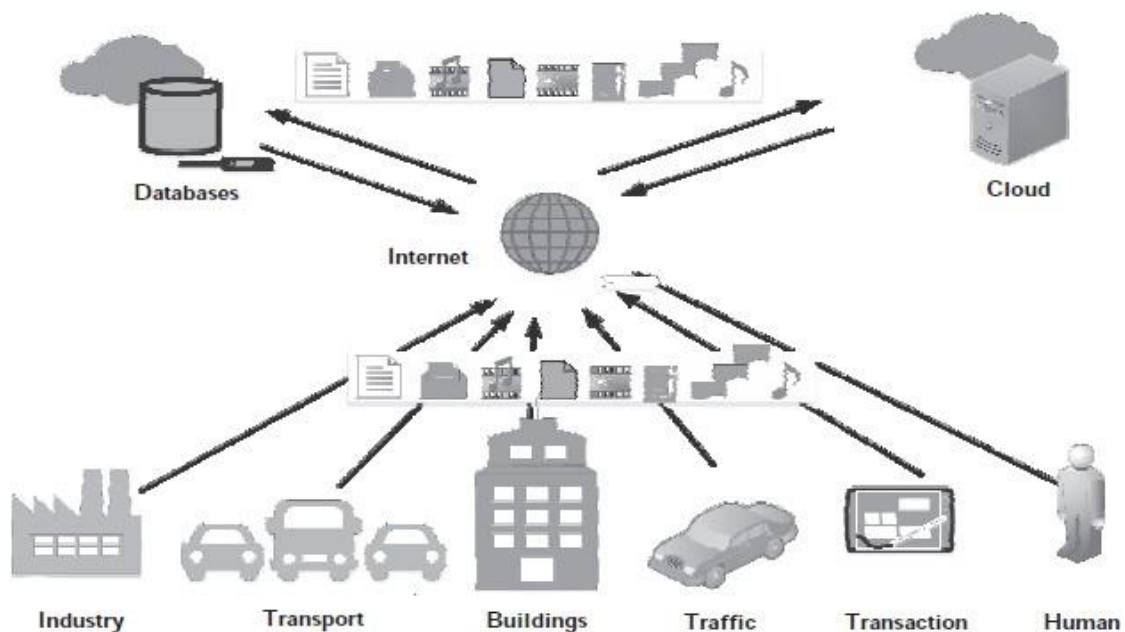 Databases
Cloud
Internet
Industry
Transport
Buildings
Traffic
Transaction
Human